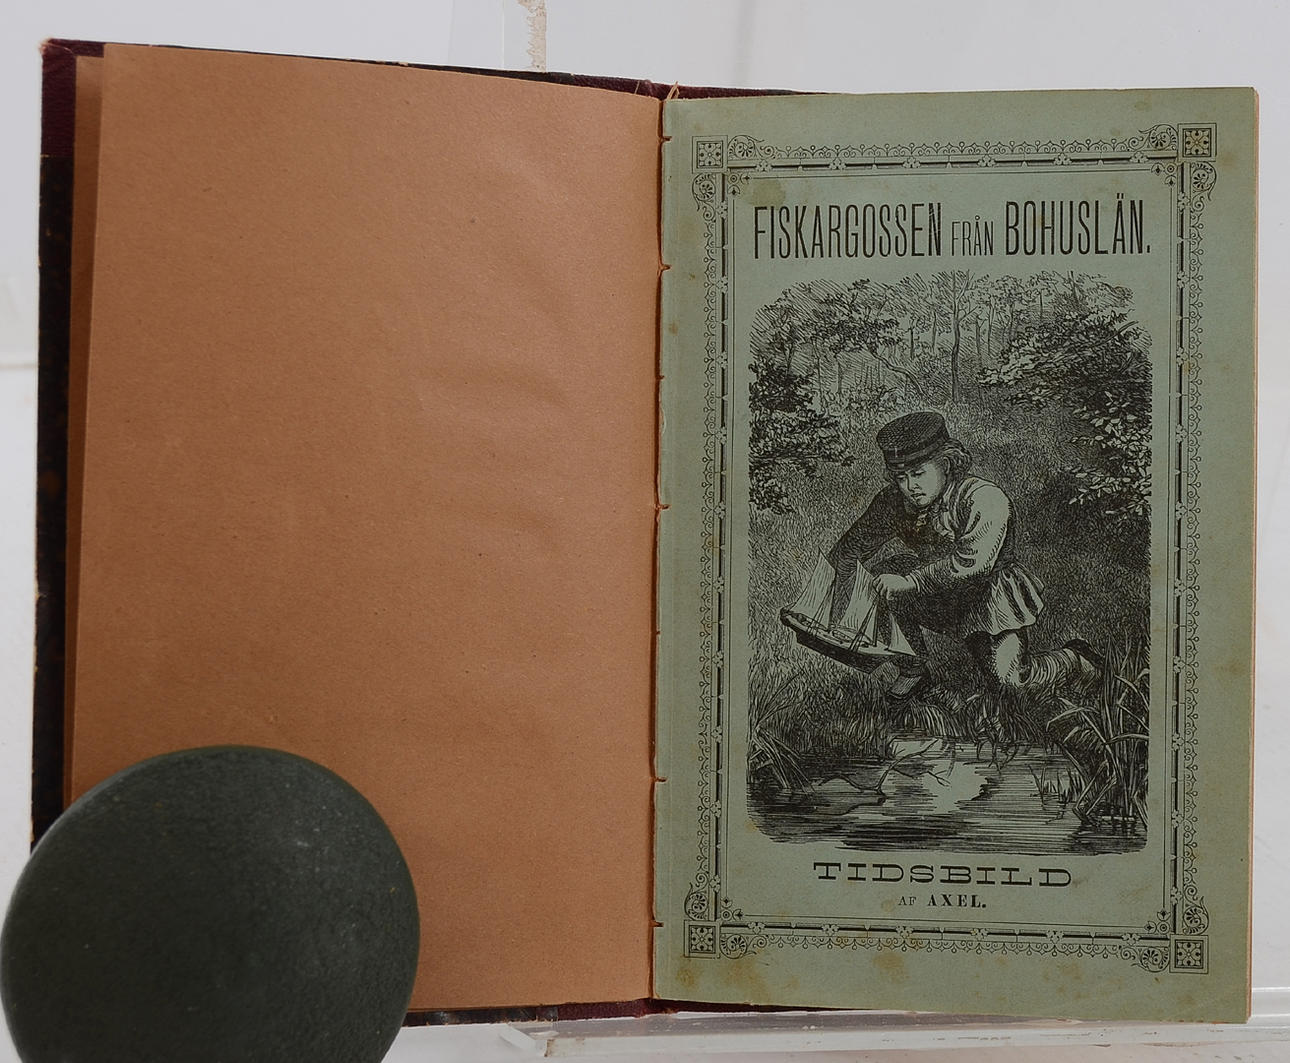 FISKARGOSSEN FRÅN BOHUSLÄN.
TIDSBILD
AF AXEL.